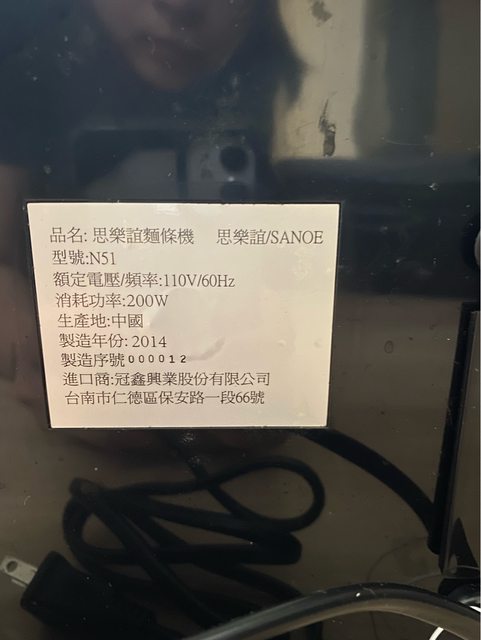 品名: 思樂誼麵條機 思樂誼/SANOE
型號:N51
額定電壓/頻率:110V/60Hz
消耗功率:200W
生產地:中國
製造年份: 2014
製造序號000012
進口商:冠鑫興業股份有限公司
台南市仁德區保安路一段66號